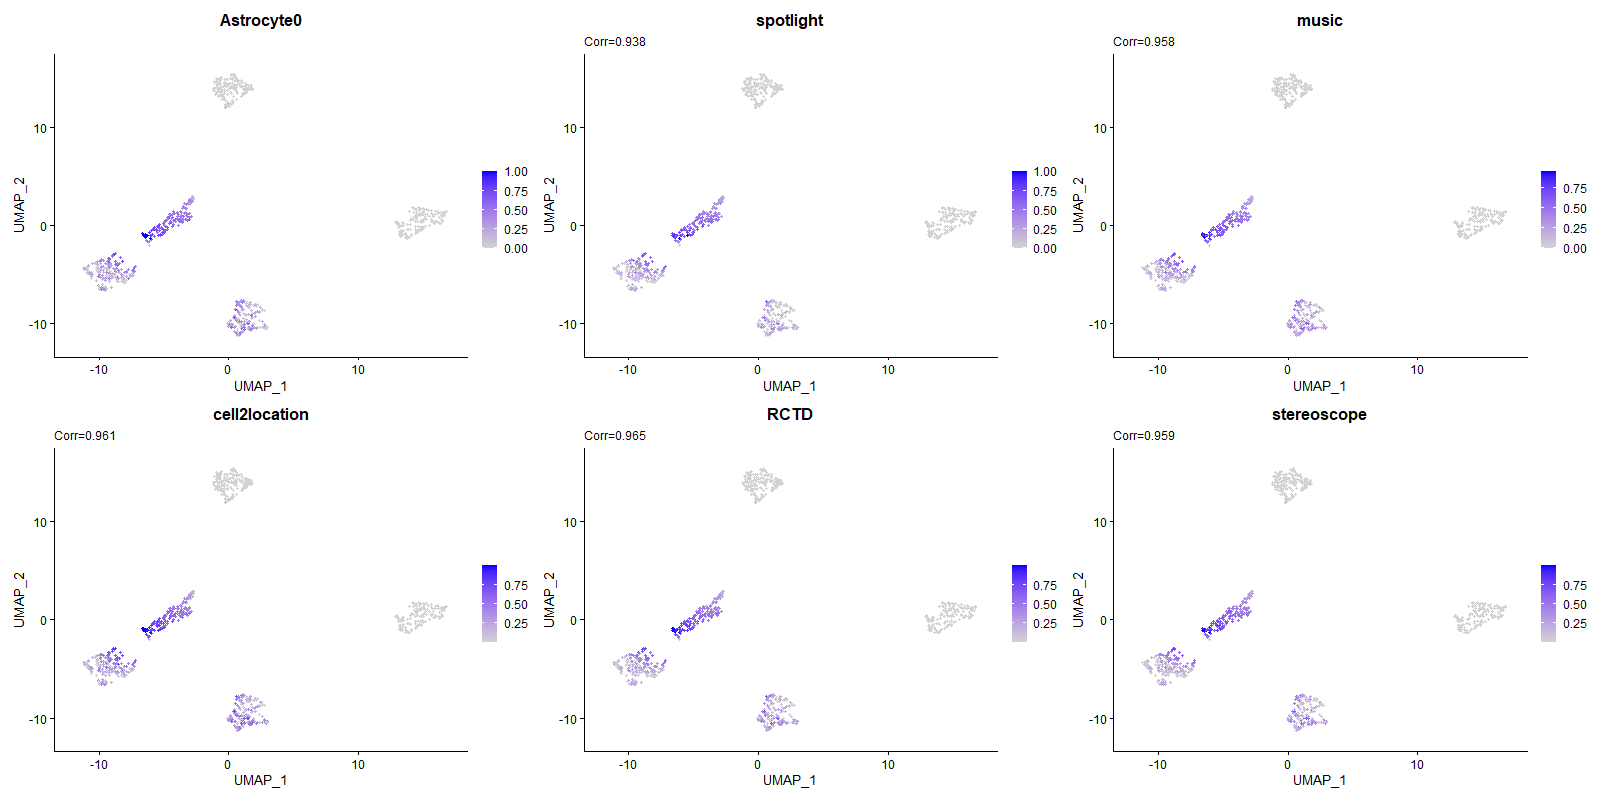 Astrocyte0
UMAP_2
10
0
-10
-10
0
10
UMAP_1
1.00
0.75
0.50
0.25
0.00
spotlight
Corr=0.938
UMAP_2
10
0
-10
-10
0
10
UMAP_1
1.00
0.75
0.50
0.25
0.00
music
Corr=0.958
UMAP_2
10
0
-10
-10
0
10
UMAP_1
0.75
0.50
0.25
0.00
cell2location
Corr=0.961
UMAP_2
10
0
-10
-10
0
10
UMAP_1
0.75
0.50
0.25
RCTD
Corr=0.965
UMAP_2
10
0
-10
-10
0
10
UMAP_1
0.75
0.50
0.25
stereoscope
Corr=0.959
UMAP_2
10
0
-10
-10
0
10
UMAP_1
0.75
0.50
0.25